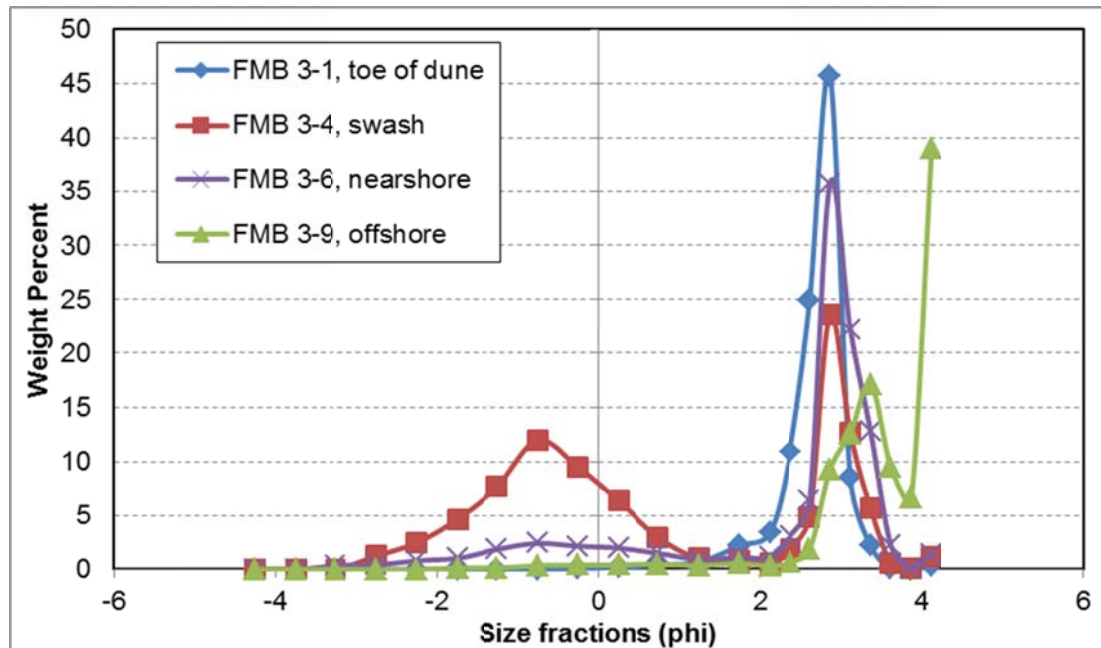 50
45
40
35
30
25
20
15
10
5
0
Weight Percent
FMB 3-1, toe of dune
FMB 3-4, swash
FMB 3-6, nearshore
FMB 3-9, offshore
-6 -4 -2 0 2 4 6
Size fractions (phi)